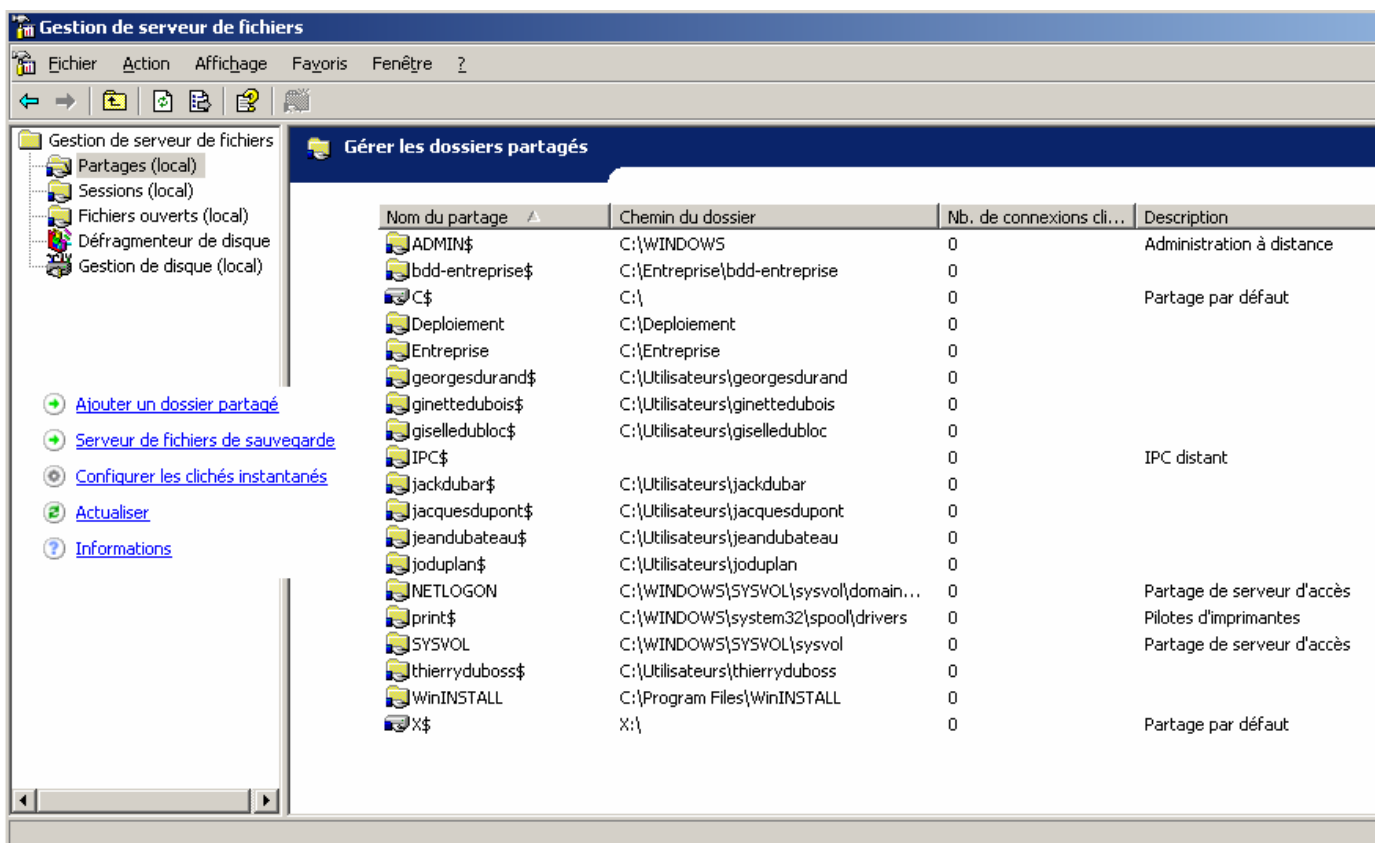 Gestion de serveur de fichiers
Fichier Action Affichage Favoris Fenêtre ?
Gestion de serveur de fichiers
Partages (local)
Sessions (local)
Fichiers ouverts (local)
Défragmenteur de disque
Gestion de disque (local)
Ajouter un dossier partagé
Serveur de fichiers de sauvegarde
Configurer les clichés instantanés
Actualiser
Informations
Gérer les dossiers partagés
Nom du partage Chemin du dossier Nb. de connexions cli... Description
ADMIN$ C:\WINDOWS 0 Administration à distance
bdd-entreprise$ C:\Entreprise\bdd-entreprise 0
C$ C:\ 0 Partage par défaut
Deploiement C:\Deploiement 0
Entreprise C:\Entreprise 0
georgesdurand$ C:\Utilisateurs\georgesdurand 0
ginettedubois$ C:\Utilisateurs\ginettedubois 0
giselledubloc$ C:\Utilisateurs\giselledubloc 0
IPC$ 0 IPC distant
jackdubar$ C:\Utilisateurs\jackdubar 0
jacquesdupont$ C:\Utilisateurs\jacquesdupont 0
jeandubateau$ C:\Utilisateurs\jeandubateau 0
joduplan$ C:\Utilisateurs\joduplan 0
NETLOGON C:\WINDOWS\SYSVOL\sysvol\domain... 0 Partage de serveur d'accès
print$ C:\WINDOWS\system32\spool\drivers 0 Pilotes d'imprimantes
SYSVOL C:\WINDOWS\SYSVOL\sysvol 0 Partage de serveur d'accès
thierryduboss$ C:\Utilisateurs\thierryduboss 0
WinINSTALL C:\Program Files\WinINSTALL 0
X$ X:\ 0 Partage par défaut